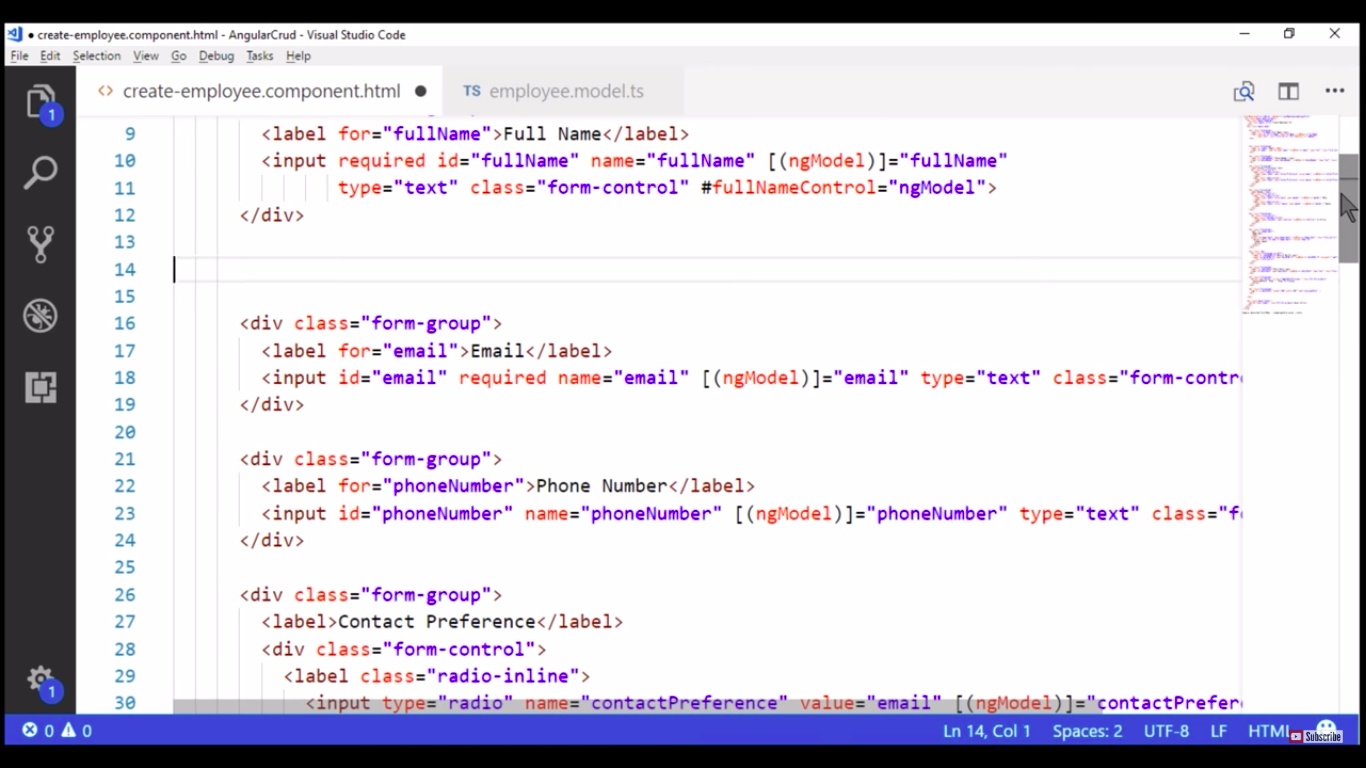 create-employee.component.html - AngularCrud - Visual Studio Code
File Edit Selection View Go Debug Tasks Help
create-employee.component.html TS employee.model.ts
1
9 <label for="fullName">Full Name</label>
10 <input required id="fullName" name="fullName" [(ngModel)]="fullName"
11 type="text" class="form-control" #fullNameControl="ngModel">
12 </div>
13
14
15
16 <div class="form-group">
17 <label for="email">Email</label>
18 <input id="email" required name="email" [(ngModel)]="email" type="text" class="form-contro
19 </div>
20
21 <div class="form-group">
22 <label for="phoneNumber">Phone Number</label>
23 <input id="phoneNumber" name="phoneNumber" [(ngModel)]="phoneNumber" type="text" class="fo
24 </div>
25
26 <div class="form-group">
27 <label>Contact Preference</label>
28 <div class="form-control">
29 <label class="radio-inline">
30 <input type="radio" name="contactPreference" value="email" [(ngModel)]="contactPrefer
1
0 0 Ln 14, Col 1 Spaces: 2 UTF-8 LF HTML
Subscribe